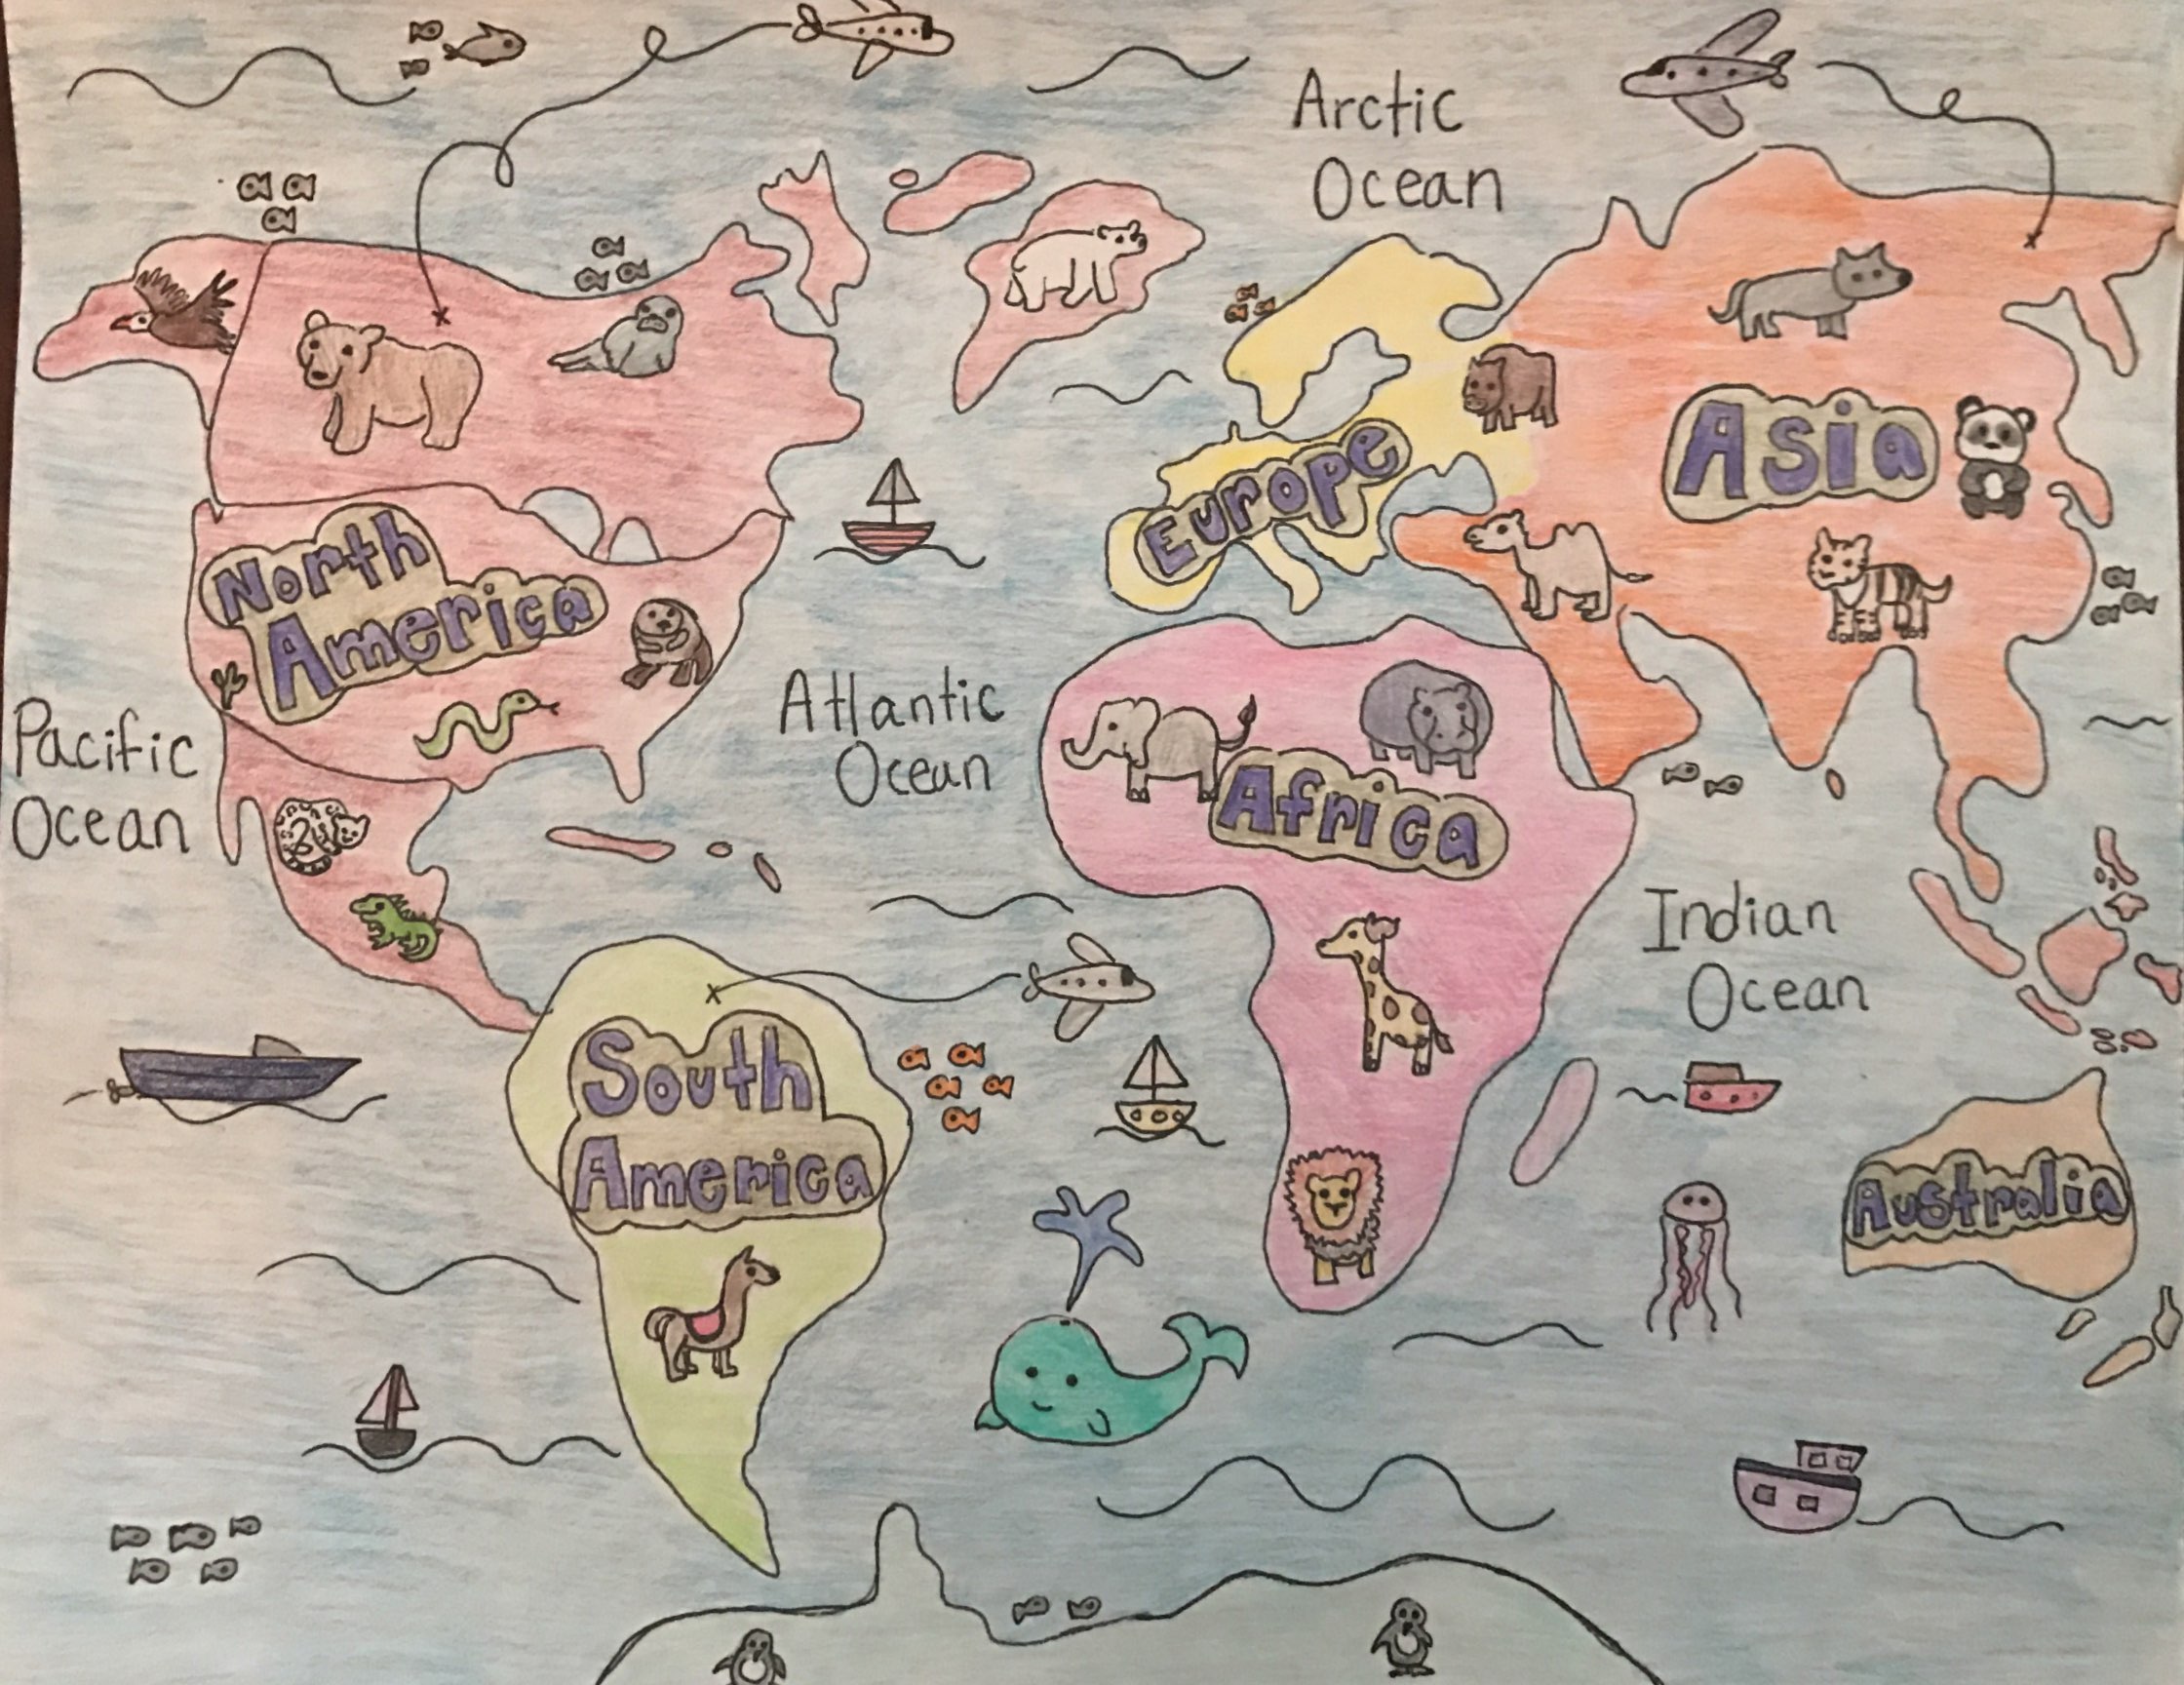 Arctic
Ocean
North
America
Europe
Asia
Pacific
Ocean
Atlantic
Ocean
Africa
Indian
Ocean
South
America
Australia